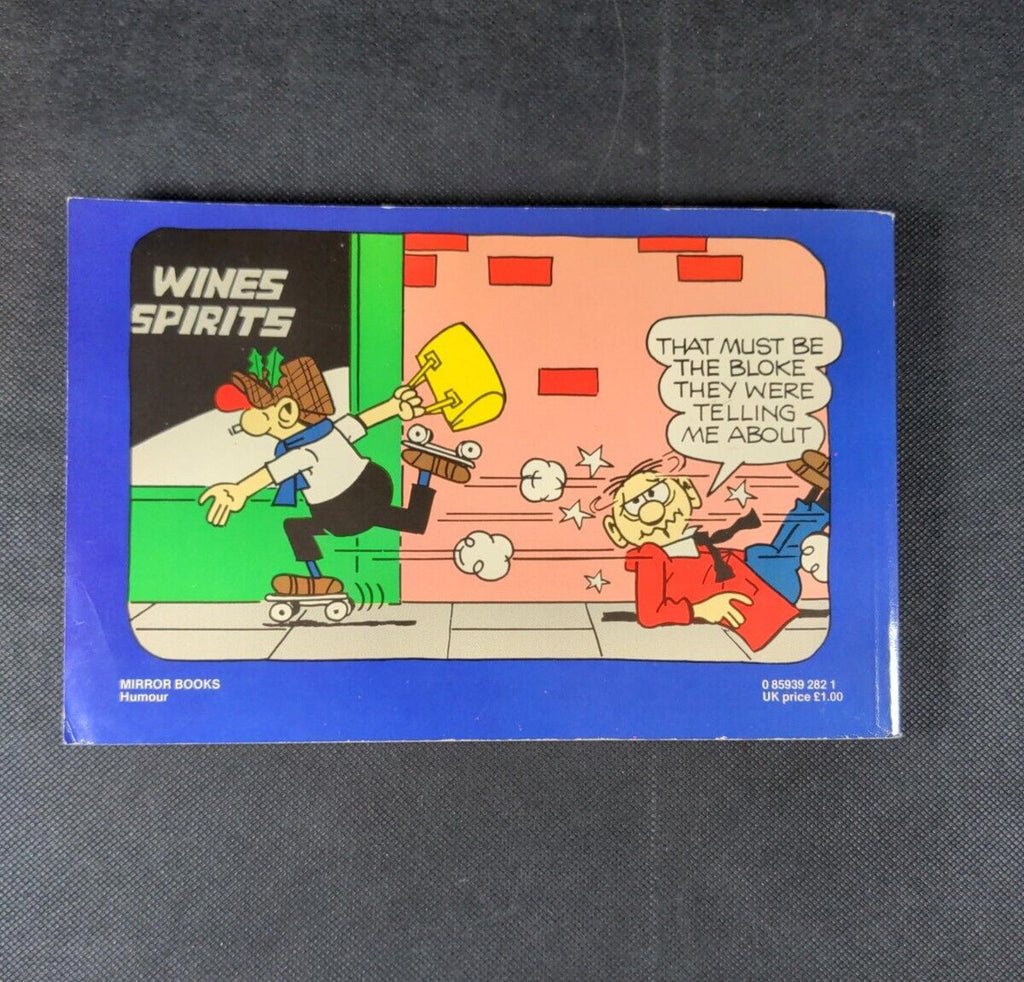 WINES
SPIRITS
THAT MUST BE
THE BLOKE
THEY WERE
TELLING
ME ABOUT
MIRROR BOOKS
Humour
0 85939 282 1
UK price £1.00